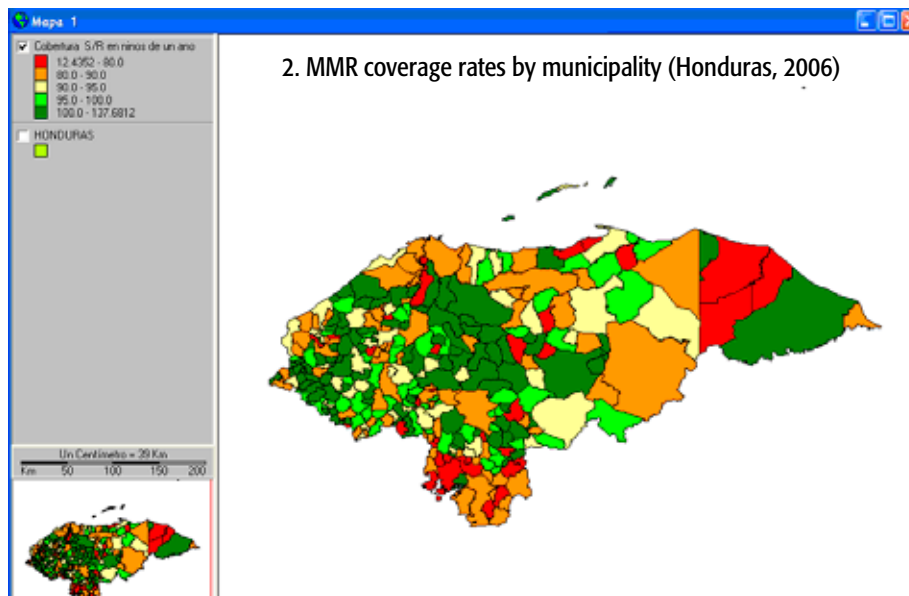 Mapa 1
Cobertura S/R en ninos de un ano
12.4352 - 80.0
80.0 - 90.0
90.0 - 95.0
95.0 - 100.0
100.0 - 137.6812
HONDURAS
2. MMR coverage rates by municipality (Honduras, 2006)
Un Centimetro = 39 Km
Km 50 100 150 200